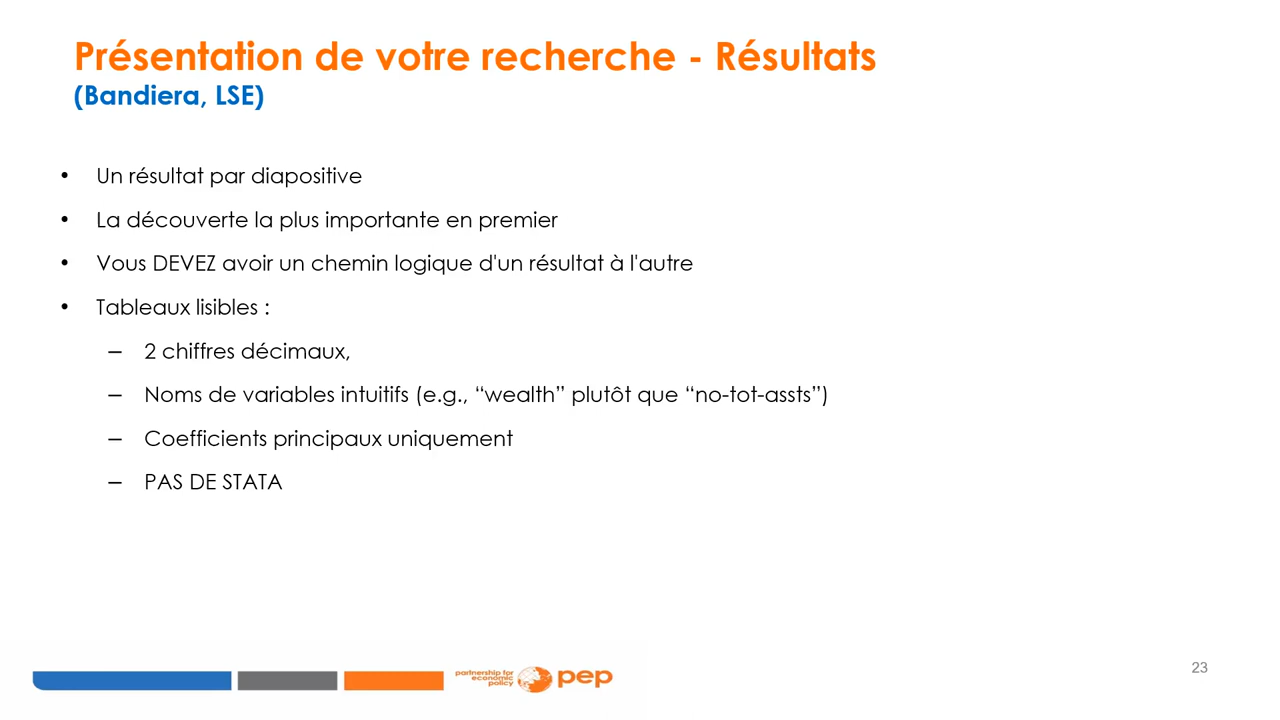 Présentation de votre recherche - Résultats
(Bandiera, LSE)
• Un résultat par diapositive
• La découverte la plus importante en premier
• Vous DEVEZ avoir un chemin logique d'un résultat à l'autre
• Tableaux lisibles :
– 2 chiffres décimaux,
– Noms de variables intuitifs (e.g., “wealth” plutôt que “no-tot-assts”)
– Coefficients principaux uniquement
– PAS DE STATA
partnership for
economic
policy
pep
23